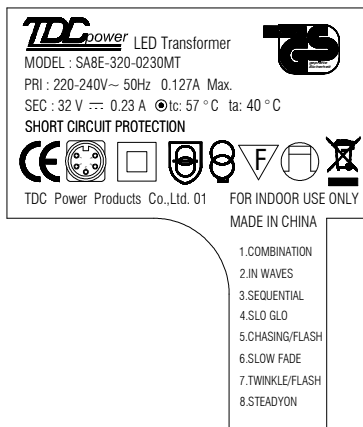 TDC power LED Transformer
MODEL : SA8E-320-0230MT
PRI : 220-240V~ 50Hz 0.127A Max.
SEC : 32 V ⎓ 0.23 A tc: 57 °C ta: 40 °C
SHORT CIRCUIT PROTECTION
CE F
TDC Power Products Co.,Ltd. 01 FOR INDOOR USE ONLY
MADE IN CHINA
1.COMBINATION
2.IN WAVES
3.SEQUENTIAL
4.SLO GLO
5.CHASING/FLASH
6.SLOW FADE
7.TWINKLE/FLASH
8.STEADYON